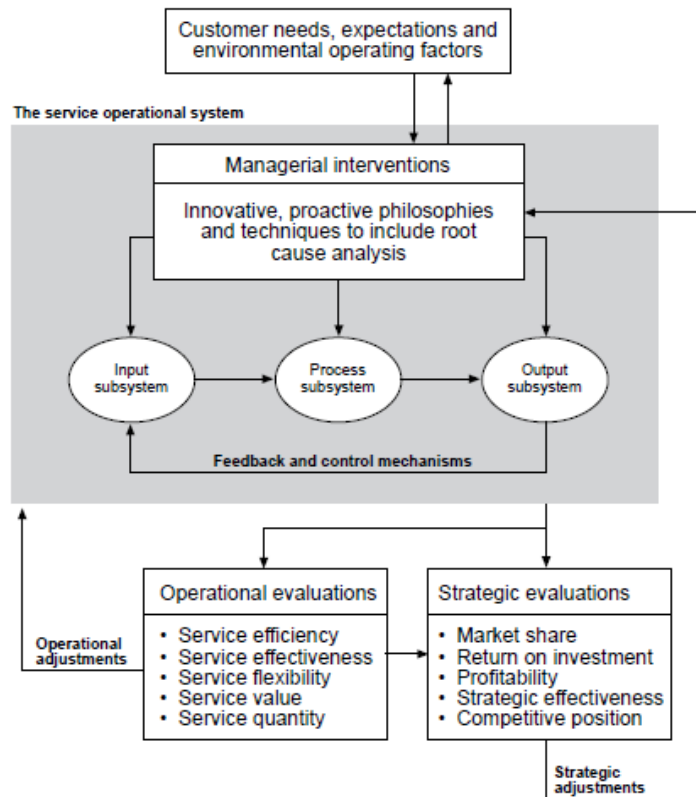 Customer needs, expectations and
environmental operating factors
The service operational system
Managerial interventions
Innovative, proactive philosophies
and techniques to include root
cause analysis
Input
subsystem
Process
subsystem
Output
subsystem
Feedback and control mechanisms
Operational evaluations
• Service efficiency
• Service effectiveness
• Service flexibility
• Service value
• Service quantity
Strategic evaluations
• Market share
• Return on investment
• Profitability
• Strategic effectiveness
• Competitive position
Operational
adjustments
Strategic
adjustments